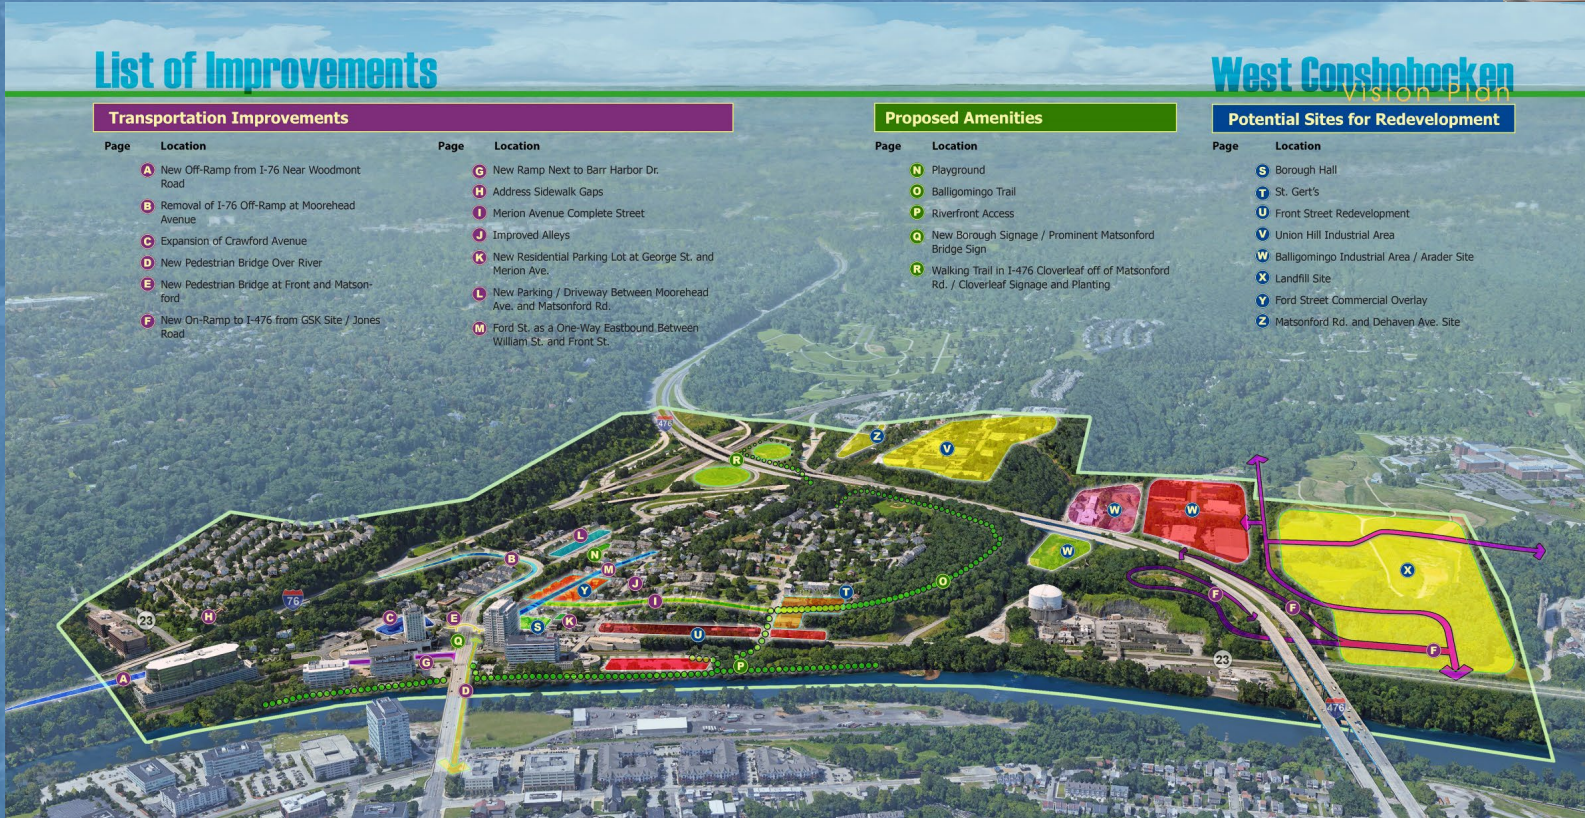 List of Improvements
West Conshohocken
Vision Plan
Transportation Improvements
Page Location
A New Off-Ramp from I-76 Near Woodmont
Road
B Removal of I-76 Off-Ramp at Moorehead
Avenue
C Expansion of Crawford Avenue
D New Pedestrian Bridge Over River
E New Pedestrian Bridge at Front and Matson-
ford
F New On-Ramp to I-476 from GSK Site / Jones
Road
Page Location
G New Ramp Next to Barr Harbor Dr.
H Address Sidewalk Gaps
I Merion Avenue Complete Street
J Improved Alleys
K New Residential Parking Lot at George St. and
Merion Ave.
L New Parking / Driveway Between Moorehead
Ave. and Matsonford Rd.
M Ford St. as a One-Way Eastbound Between
William St. and Front St.
Proposed Amenities
Page Location
N Playground
O Balligomingo Trail
P Riverfront Access
Q New Borough Signage / Prominent Matsonford
Bridge Sign
R Walking Trail in I-476 Cloverleaf off of Matsonford
Rd. / Cloverleaf Signage and Planting
Potential Sites for Redevelopment
Page Location
S Borough Hall
T St. Gert's
U Front Street Redevelopment
V Union Hill Industrial Area
W Balligomingo Industrial Area / Arader Site
X Landfill Site
Y Ford Street Commercial Overlay
Z Matsonford Rd. and Dehaven Ave. Site
476
Z
V
R
W
W
L
B
N
W
M
X
O
J
Y
T
F
76
I
F
H
C
E
K
23
S
U
Q
F
G
P
23
A
D
476